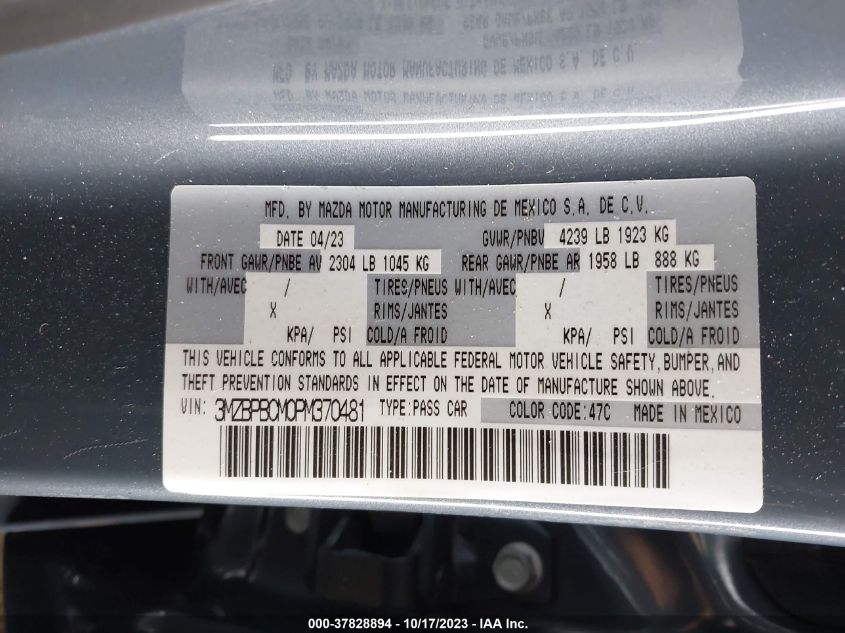 MFD. BY MAZDA MOTOR MANUFACTURING DE MEXICO S.A. DE C.V.
DATE 04/23 GVWR/PNBV 4239 LB 1923 KG
FRONT GAWR/PNBE AV 2304 LB 1045 KG REAR GAWR/PNBE AR 1958 LB 888 KG
WITH/AVEC / TIRES/PNEUS WITH/AVEC / TIRES/PNEUS
X RIMS/JANTES X RIMS/JANTES
KPA/ PSI COLD/A FROID KPA/ PSI COLD/A FROID
THIS VEHICLE CONFORMS TO ALL APPLICABLE FEDERAL MOTOR VEHICLE SAFETY, BUMPER, AND
THEFT PREVENTION STANDARDS IN EFFECT ON THE DATE OF MANUFACTURE SHOWN ABOVE.
VIN: 3MZBPBCM0PM370481 TYPE:PASS CAR COLOR CODE:47C MADE IN MEXICO
000-37828894 - 10/17/2023 - IAA Inc.